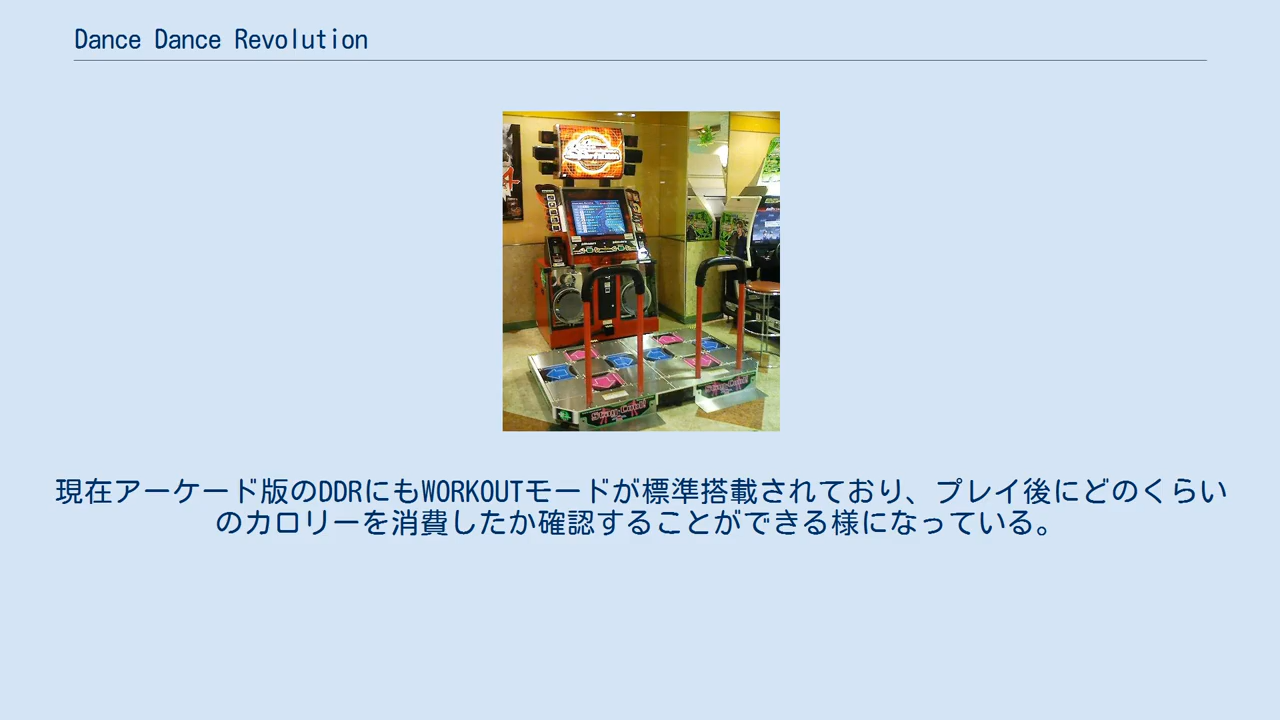 Dance Dance Revolution
現在アーケード版のDDRにもWORKOUTモードが標準搭載されており、プレイ後にどのくらい
のカロリーを消費したか確認することができる様になっている。